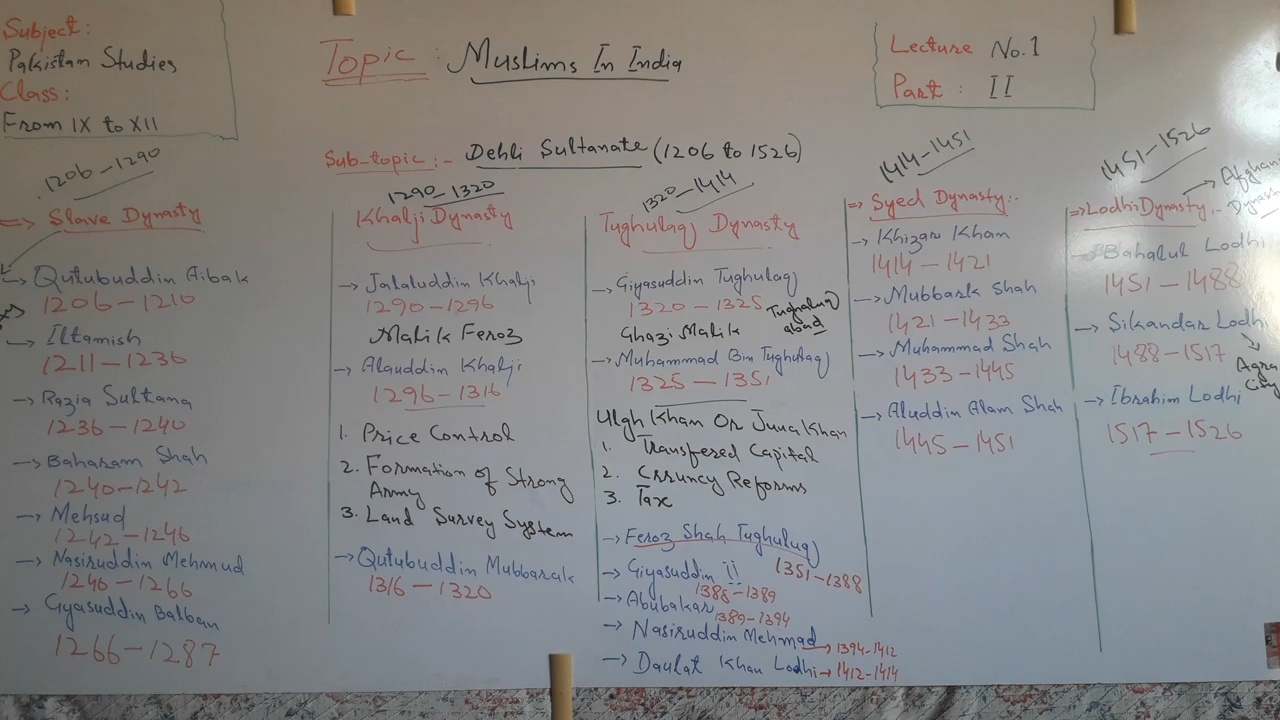 Subject:
Pakistan Studies
Class:
From IX to XII
Topic: Muslims In India
Lecture No.1
Part: II
Sub-topic:- Dehli Sultanate (1206 to 1526)
1206-1290
=> Slave Dynasty
-> Qutubuddin Aibak
1206-1210
-> Iltamish
1211-1236
-> Razia Sultana
1236-1240
-> Baharam Shah
1240-1242
-> Mehsud
1242-1246
-> Nasiruddin Mehmud
1246-1266
-> Gyasuddin Balban
1266-1287
1290-1320
Khalji Dynasty
-> Jalaluddin Khalji
1290-1296
Malik Feroz
-> Alauddin Khalji
1296-1316
1. Price Control
2. Formation of Strong
Army
3. Land Survey System
-> Qutubuddin Mubbarak
1316-1320
1320-1414
Tughulaq Dynasty
-> Giyasuddin Tughulaq
1320-1325
Tughaluq
abad
Ghazi Malik
-> Muhammad Bin Tughulaq
1325-1351
Ulgh Khan Or Juna Khan
1. Transfered Capital
2. Crruncy Reforms
3. Tax
-> Feroz Shah Tughuluq
1351-1388
-> Giyasuddin II
1388-1389
-> Abubakar
1389-1394
-> Nasiruddin Mehmad -> 1394-1412
-> Daulat Khan Lodhi -> 1412-1414
1414-1451
=> Syed Dynasty:-
-> Khizar Khan
1414-1421
-> Mubbark Shah
1421-1433
-> Muhammad Shah
1433-1445
-> Aluddin Alam Shah
1445-1451
1451-1526
=> Lodhi Dynasty:- -> Afghani
Dynasty
-> Bahalul Lodhi
1451-1488
-> Sikandar Lodhi
1488-1517
Agra
City
-> Ibrahim Lodhi
1517-1526